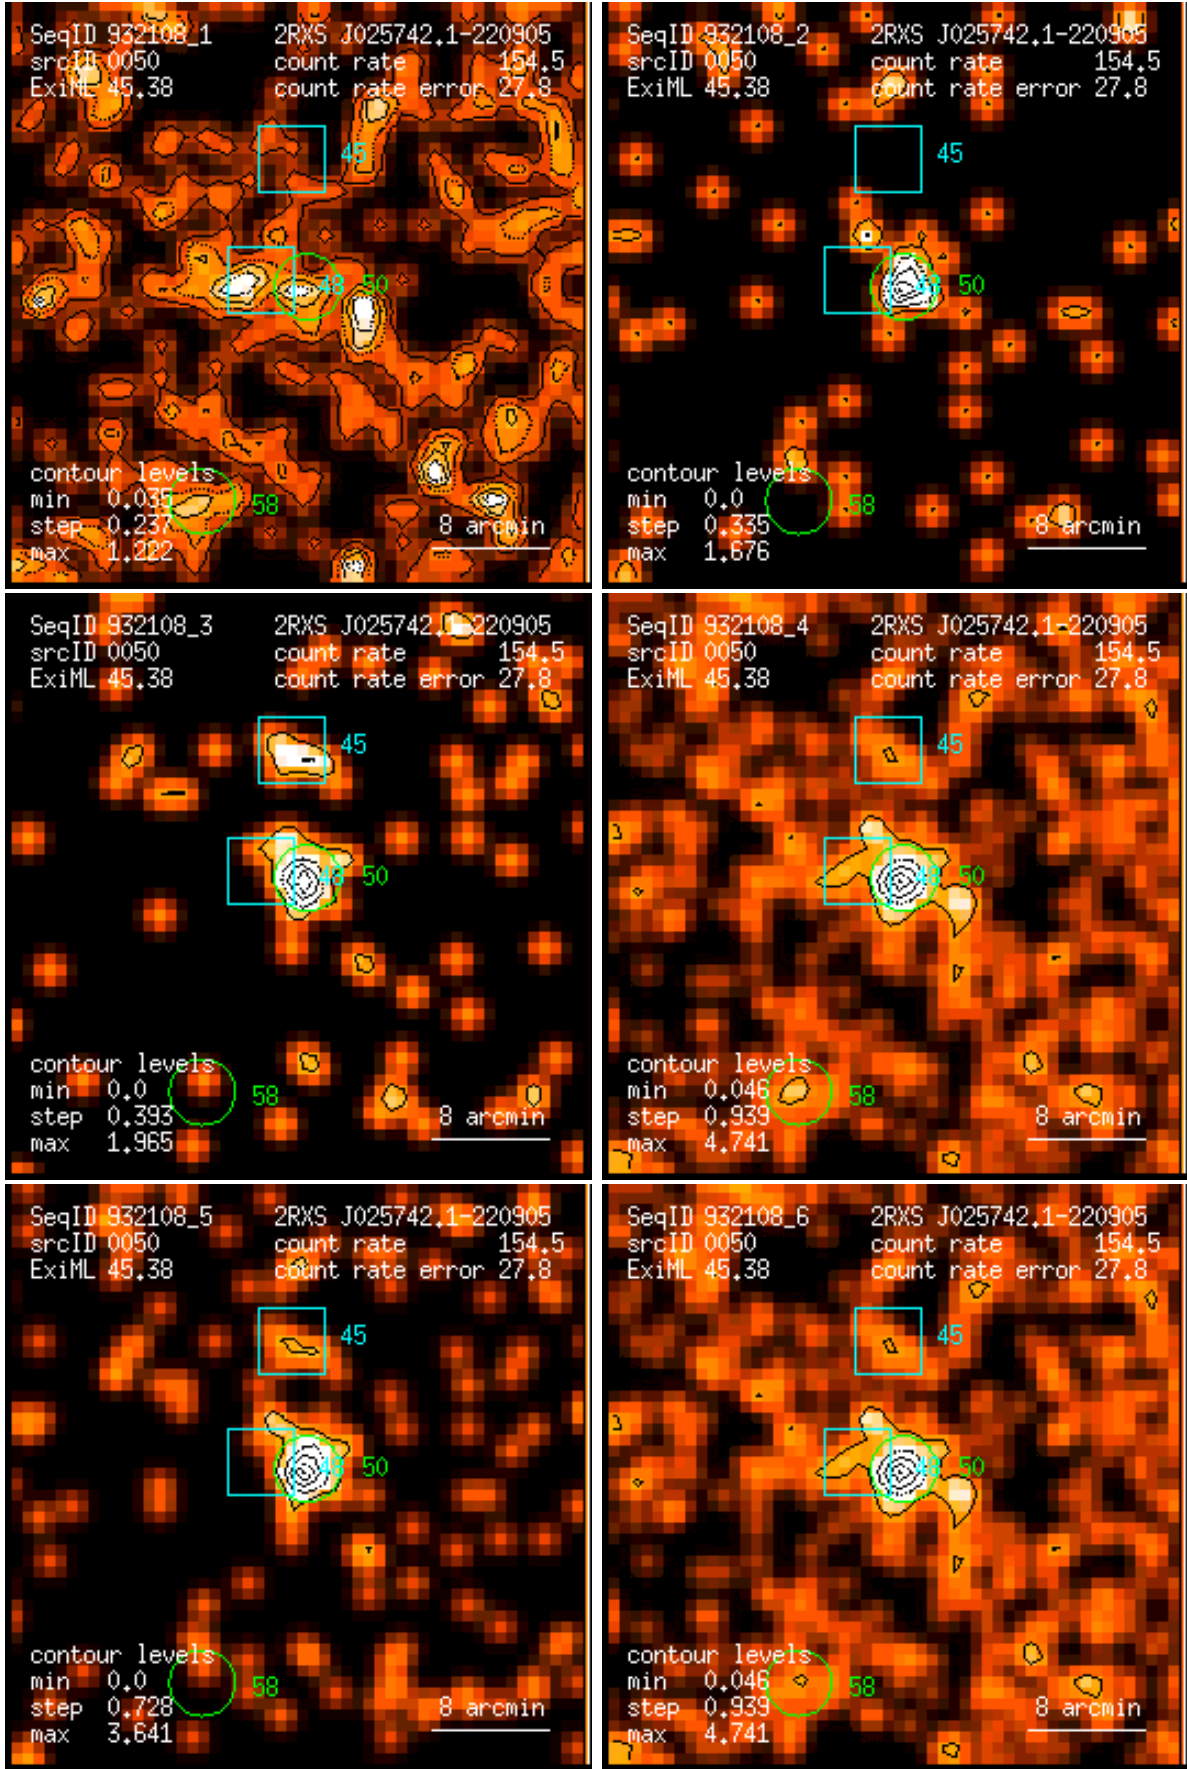 SeqID 932108_1 2RXS J025742.1-220905
srcID 0050 count rate 154.5
ExiML 45.38 count rate error 27.8
45
48 50
contour levels
min 0.035 58
step 0.237 8 arcmin
max 1.222
SeqID 932108_2 2RXS J025742.1-220905
srcID 0050 count rate 154.5
ExiML 45.38 count rate error 27.8
45
48 50
contour levels
min 0.0 58
step 0.335 8 arcmin
max 1.676
SeqID 932108_3 2RXS J025742.1-220905
srcID 0050 count rate 154.5
ExiML 45.38 count rate error 27.8
45
48 50
contour levels
min 0.0 58
step 0.393 8 arcmin
max 1.965
SeqID 932108_4 2RXS J025742.1-220905
srcID 0050 count rate 154.5
ExiML 45.38 count rate error 27.8
45
48 50
contour levels
min 0.046 58
step 0.939 8 arcmin
max 4.741
SeqID 932108_5 2RXS J025742.1-220905
srcID 0050 count rate 154.5
ExiML 45.38 count rate error 27.8
45
48 50
contour levels
min 0.0 58
step 0.728 8 arcmin
max 3.641
SeqID 932108_6 2RXS J025742.1-220905
srcID 0050 count rate 154.5
ExiML 45.38 count rate error 27.8
45
48 50
contour levels
min 0.046 58
step 0.939 8 arcmin
max 4.741